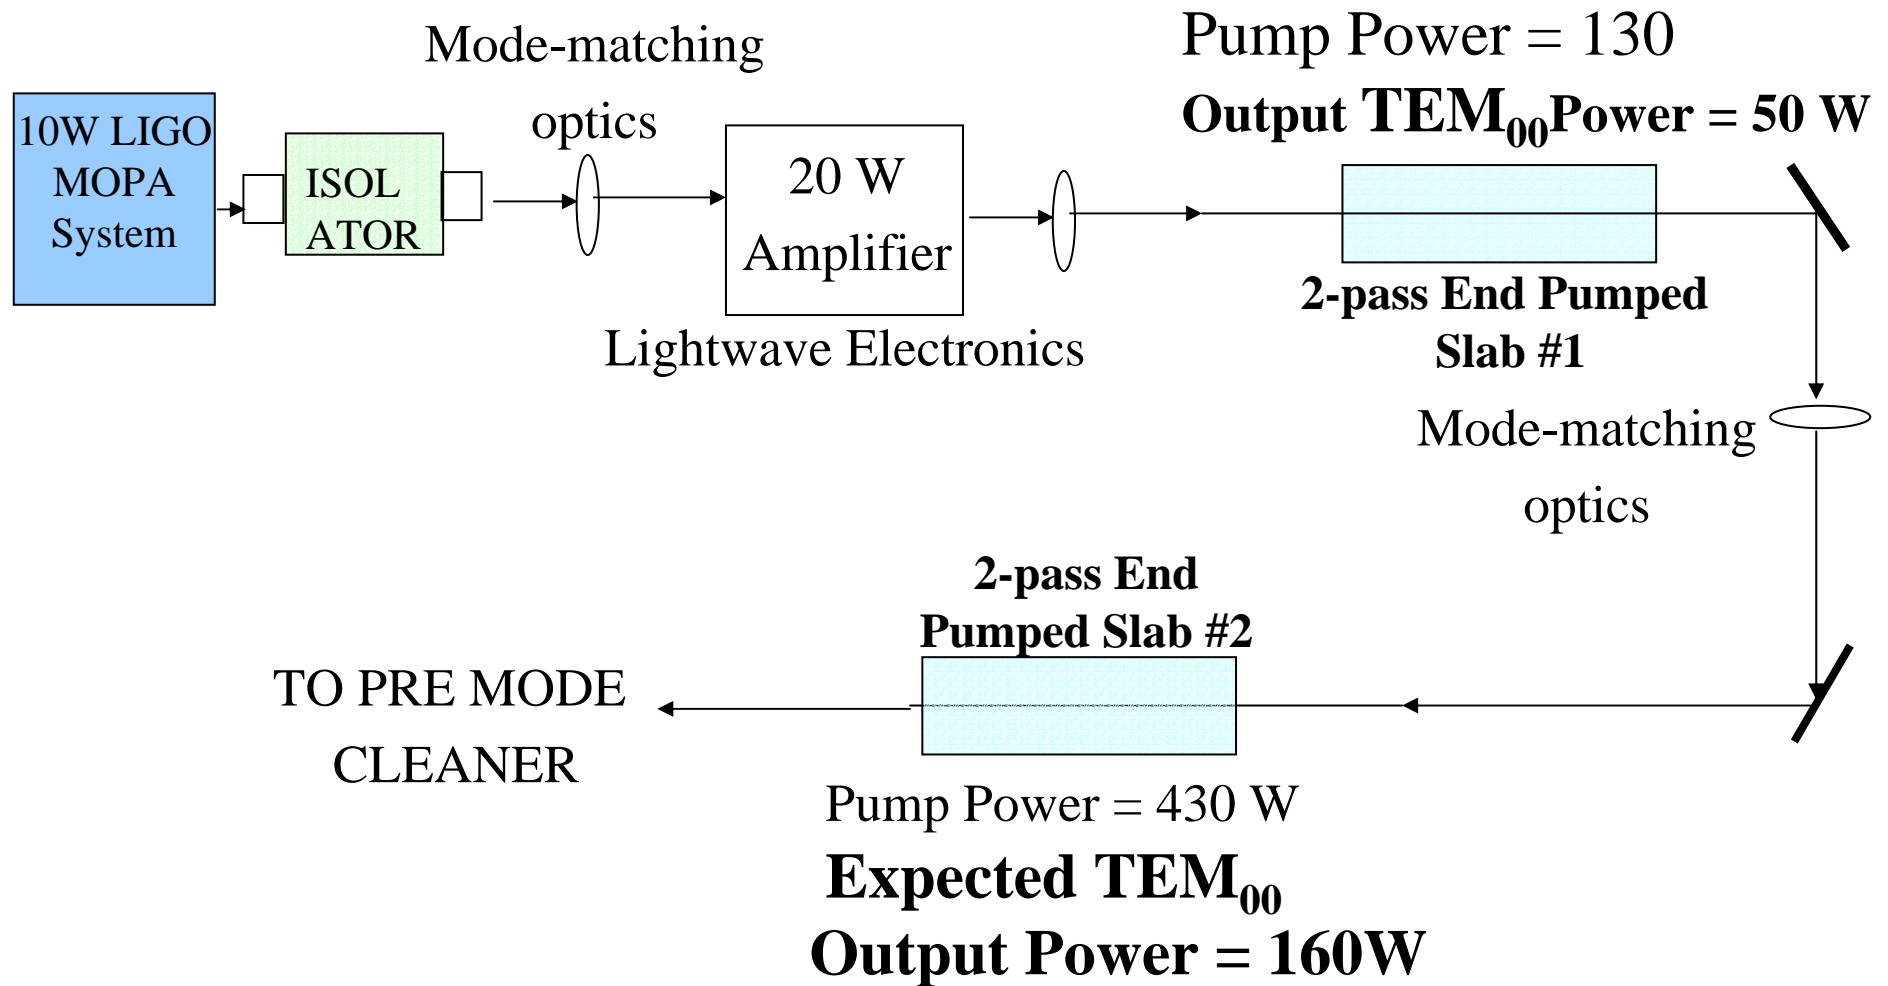 Mode-matching
optics
Pump Power = 130
Output TEM₀₀Power = 50 W
10W LIGO
MOPA
System
ISOL
ATOR
20 W
Amplifier
Lightwave Electronics
2-pass End Pumped
Slab #1
Mode-matching
optics
2-pass End
Pumped Slab #2
TO PRE MODE
CLEANER
Pump Power = 430 W
Expected TEM₀₀
Output Power = 160W